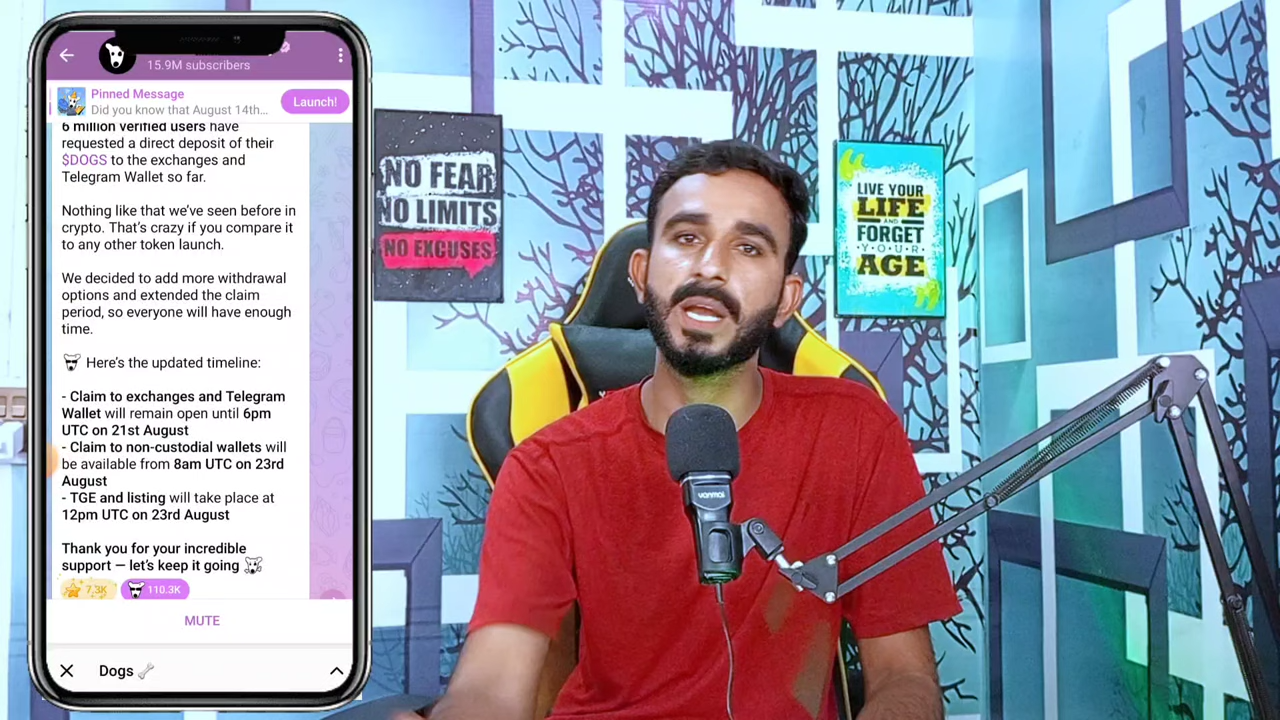 15.9M subscribers
Pinned Message
Did you know that August 14th...
Launch!
6 million verified users have
requested a direct deposit of their
$DOGS to the exchanges and
Telegram Wallet so far.
Nothing like that we've seen before in
crypto. That's crazy if you compare it
to any other token launch.
We decided to add more withdrawal
options and extended the claim
period, so everyone will have enough
time.
Here's the updated timeline:
- Claim to exchanges and Telegram
Wallet will remain open until 6pm
UTC on 21st August
- Claim to non-custodial wallets will
be available from 8am UTC on 23rd
August
- TGE and listing will take place at
12pm UTC on 23rd August
Thank you for your incredible
support — let's keep it going
7,3K
110.3K
MUTE
Dogs
NO FEAR
NO LIMITS
NO EXCUSES
LIVE YOUR
LIFE
AND
FORGET
YOUR
AGE
vanmai